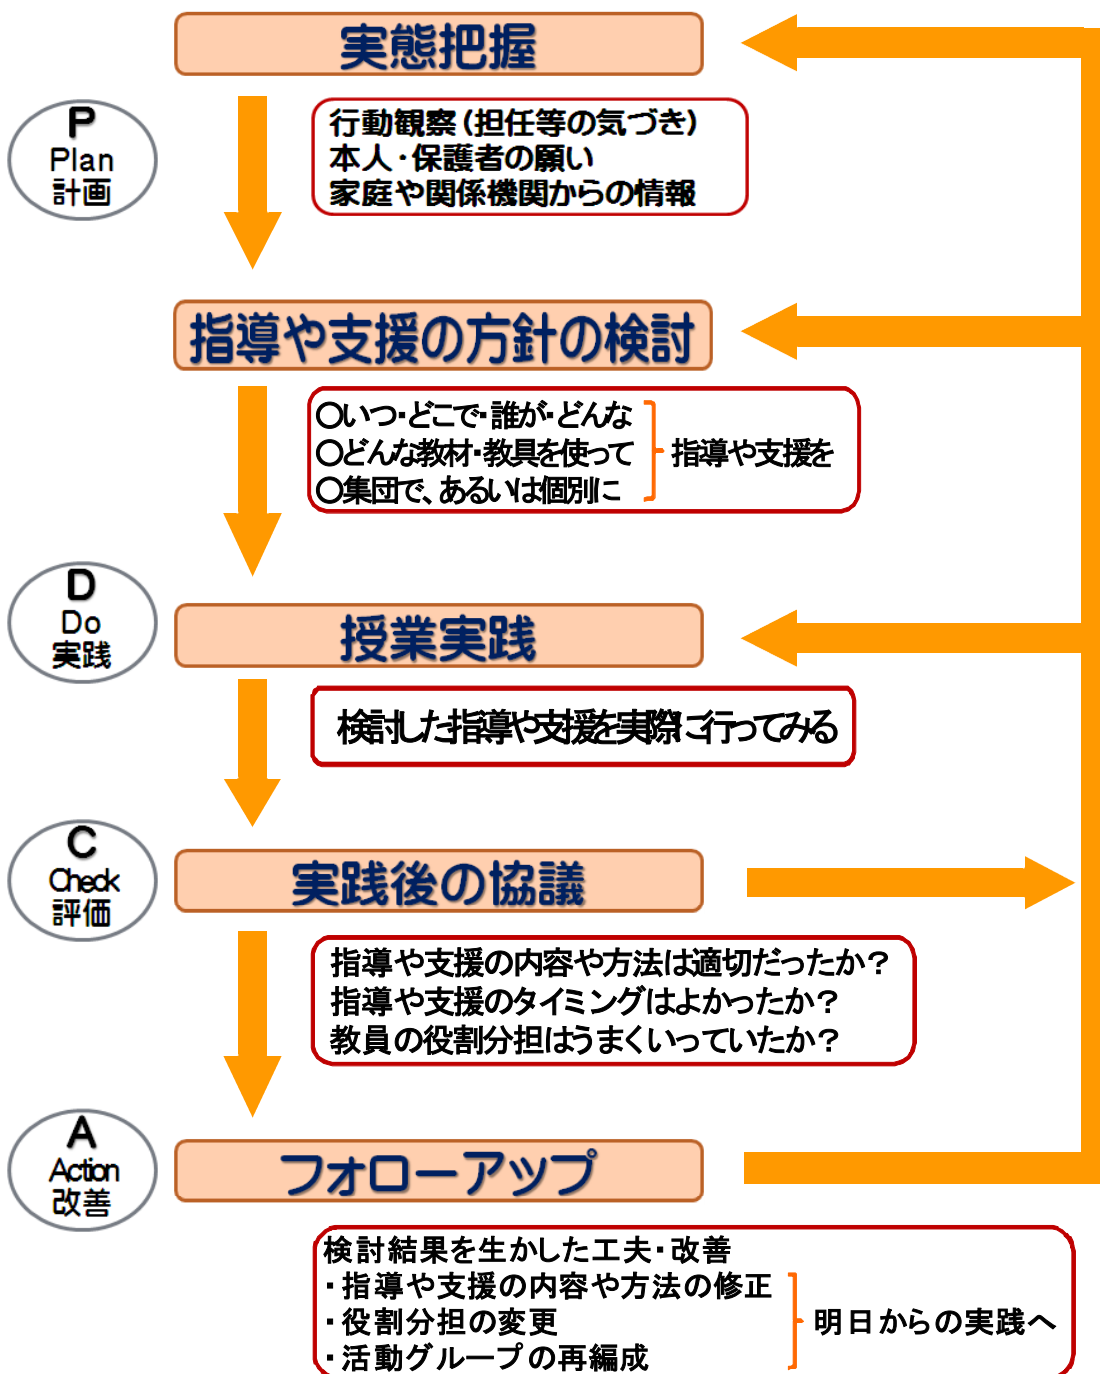 実態把握
P
Plan
計画
行動観察(担任等の気づき)
本人・保護者の願い
家庭や関係機関からの情報
指導や支援の方針の検討
○いつ・どこで・誰が・どんな
○どんな教材・教具を使って
○集団で、あるいは個別に
指導や支援を
D
Do
実践
授業実践
検討した指導や支援を実際に行ってみる
C
Check
評価
実践後の協議
指導や支援の内容や方法は適切だったか?
指導や支援のタイミングはよかったか?
教員の役割分担はうまくいっていたか?
A
Action
改善
フォローアップ
検討結果を生かした工夫・改善
・指導や支援の内容や方法の修正
・役割分担の変更
・活動グループの再編成
明日からの実践へ